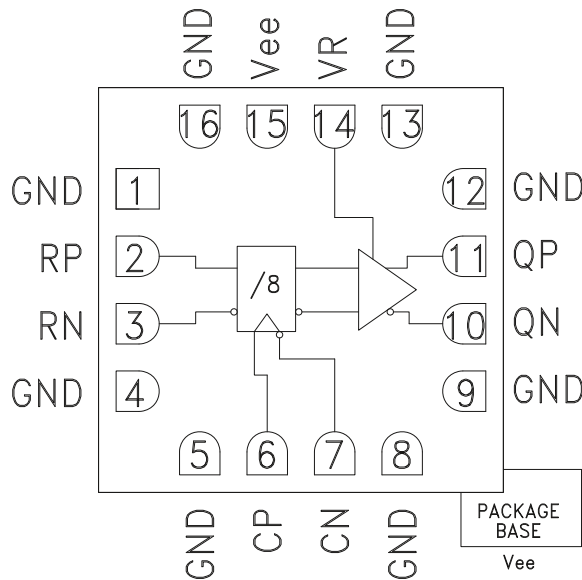 GND
Vee
VR
GND
16
15
14
13
GND
1
12
GND
RP
2
/8
11
QP
RN
3
10
QN
GND
4
9
GND
5
6
7
8
GND
CP
CN
GND
PACKAGE
BASE
Vee